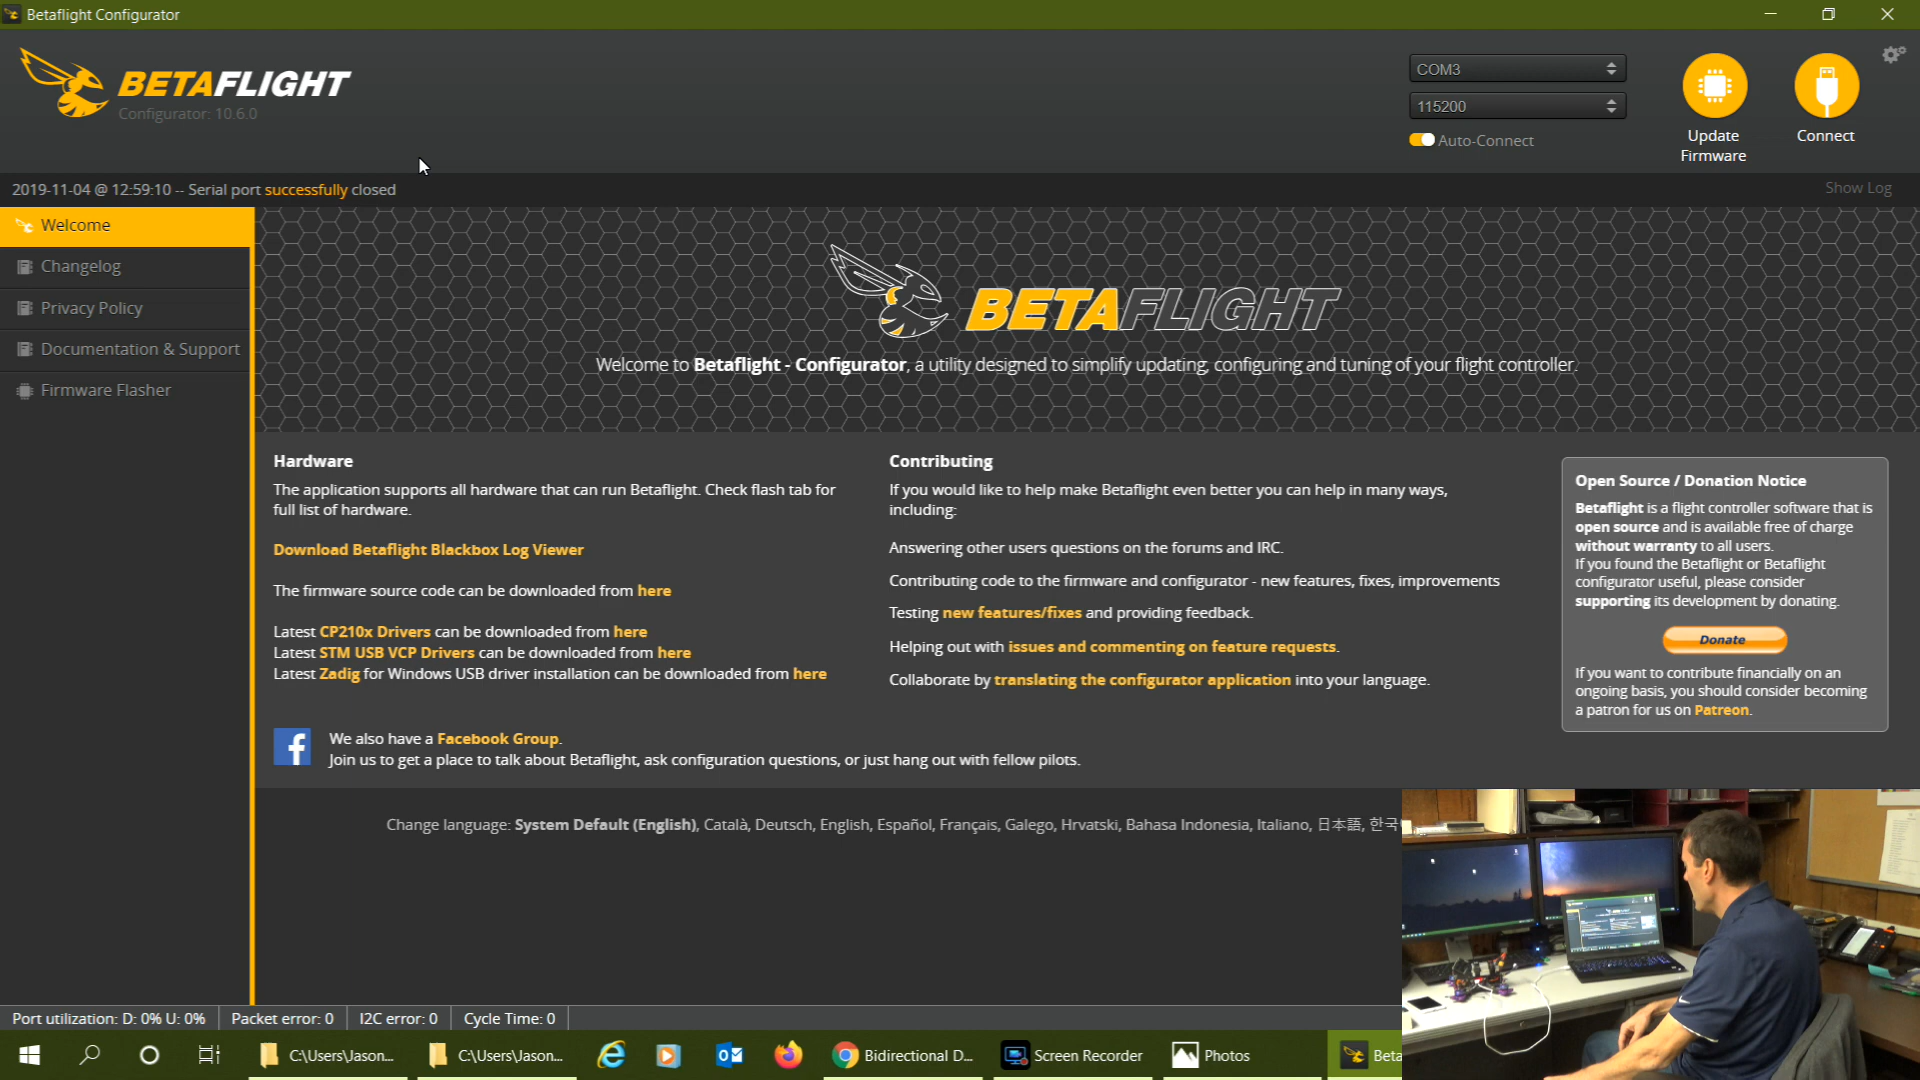 Betaflight Configurator
BETAFLIGHT
Configurator: 10.6.0
COM3
115200
Auto-Connect
Update
Firmware
Connect
2019-11-04 @ 12:59:10 -- Serial port successfully closed
Show Log
Welcome
Changelog
Privacy Policy
Documentation & Support
Firmware Flasher
BETAFLIGHT
Welcome to Betaflight - Configurator, a utility designed to simplify updating, configuring and tuning of your flight controller.
Hardware
The application supports all hardware that can run Betaflight. Check flash tab for
full list of hardware.
Download Betaflight Blackbox Log Viewer
The firmware source code can be downloaded from here
Latest CP210x Drivers can be downloaded from here
Latest STM USB VCP Drivers can be downloaded from here
Latest Zadig for Windows USB driver installation can be downloaded from here
We also have a Facebook Group.
Join us to get a place to talk about Betaflight, ask configuration questions, or just hang out with fellow pilots.
Contributing
If you would like to help make Betaflight even better you can help in many ways,
including:
Answering other users questions on the forums and IRC.
Contributing code to the firmware and configurator - new features, fixes, improvements
Testing new features/fixes and providing feedback.
Helping out with issues and commenting on feature requests.
Collaborate by translating the configurator application into your language.
Open Source / Donation Notice
Betaflight is a flight controller software that is
open source and is available free of charge
without warranty to all users.
If you found the Betaflight or Betaflight
configurator useful, please consider
supporting its development by donating.
Donate
If you want to contribute financially on an
ongoing basis, you should consider becoming
a patron for us on Patreon.
Change language: System Default (English), Català, Deutsch, English, Español, Français, Galego, Hrvatski, Bahasa Indonesia, Italiano, 日本語, 한국
Port utilization: D: 0% U: 0%
Packet error: 0
I2C error: 0
Cycle Time: 0
C:\Users\Jason...
C:\Users\Jason...
Bidirectional D...
Screen Recorder
Photos
Beta